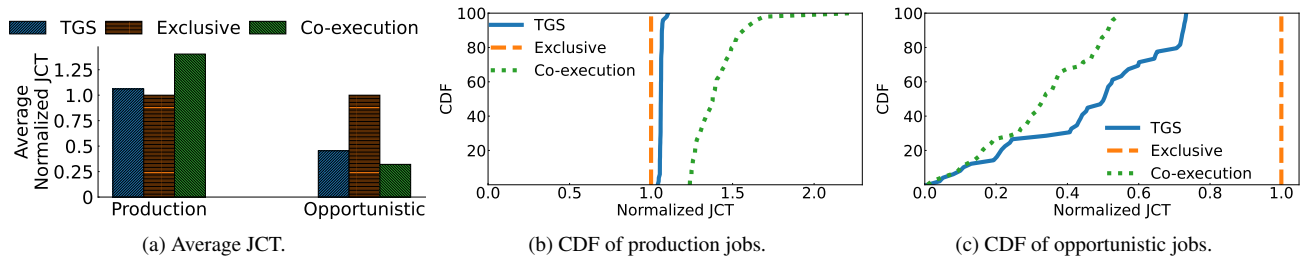 TGS Exclusive Co-execution
Average
Normalized JCT
1.25
1.0
0.75
0.5
0.25
0
Production Opportunistic
(a) Average JCT.
CDF
100
80
60
40
20
TGS
Exclusive
Co-execution
0.0 0.5 1.0 1.5 2.0
Normalized JCT
(b) CDF of production jobs.
CDF
100
80
60
40
20
TGS
Exclusive
Co-execution
0.0 0.2 0.4 0.6 0.8 1.0
Normalized JCT
(c) CDF of opportunistic jobs.